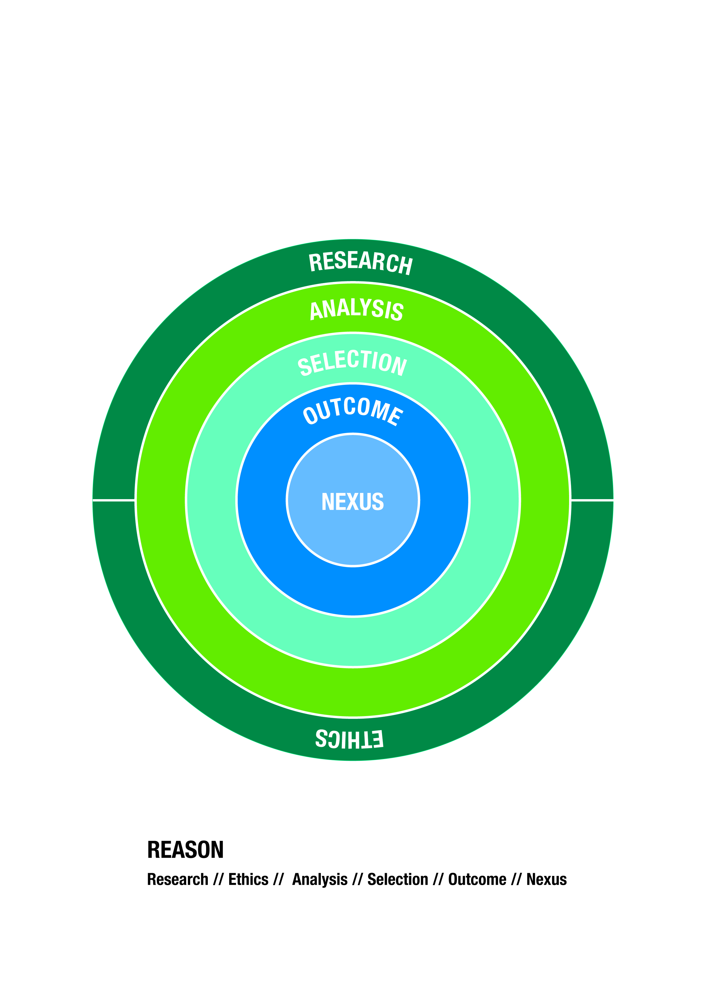 RESEARCH
ANALYSIS
SELECTION
OUTCOME
NEXUS
ETHICS
REASON
Research // Ethics //  Analysis // Selection // Outcome // Nexus